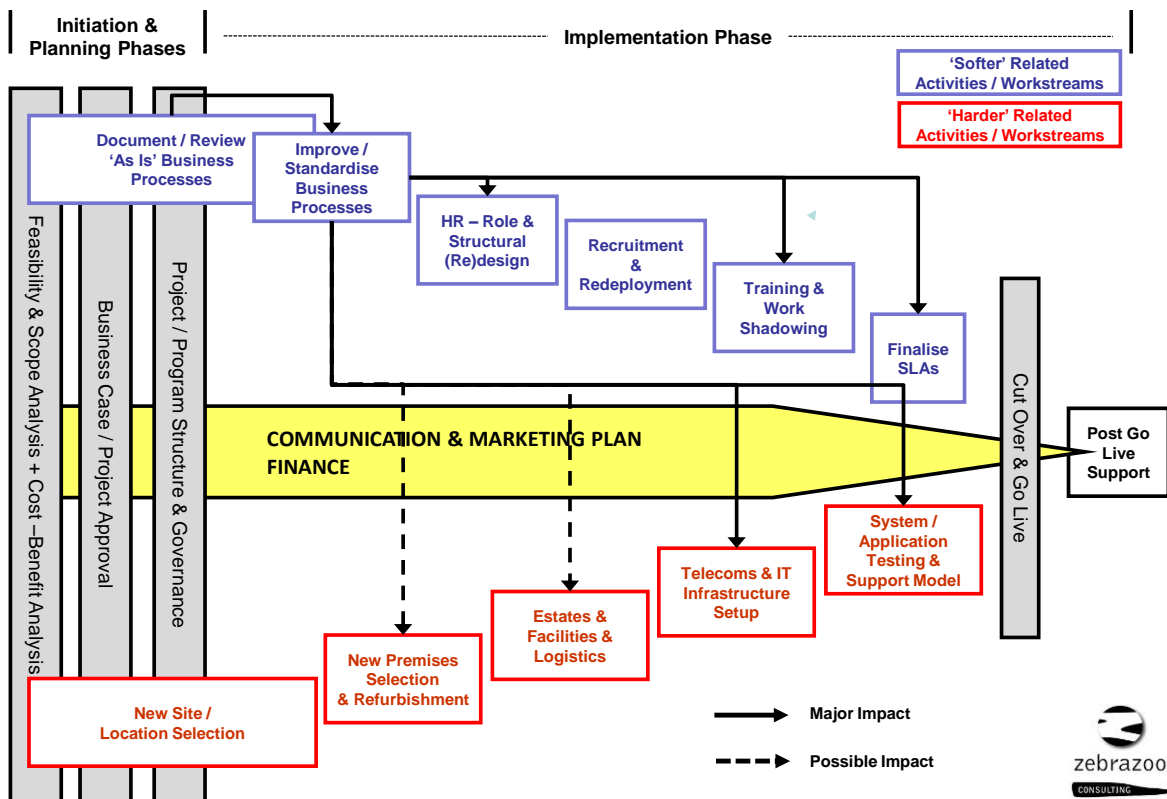 Initiation &
Planning Phases
Implementation Phase
‘Softer’ Related
Activities / Workstreams
‘Harder’ Related
Activities / Workstreams
Feasibility & Scope Analysis + Cost –Benefit Analysis
Business Case / Project Approval
Project / Program Structure & Governance
Document / Review
‘As Is’ Business
Processes
Improve /
Standardise
Business
Processes
HR – Role &
Structural
(Re)design
Recruitment
&
Redeployment
Training &
Work
Shadowing
Finalise
SLAs
COMMUNICATION & MARKETING PLAN
FINANCE
Cut Over & Go Live
Post Go
Live
Support
System /
Application
Testing &
Support Model
Telecoms & IT
Infrastructure
Setup
Estates &
Facilities &
Logistics
New Premises
Selection
& Refurbishment
New Site /
Location Selection
Major Impact
Possible Impact
zebrazoo
CONSULTING